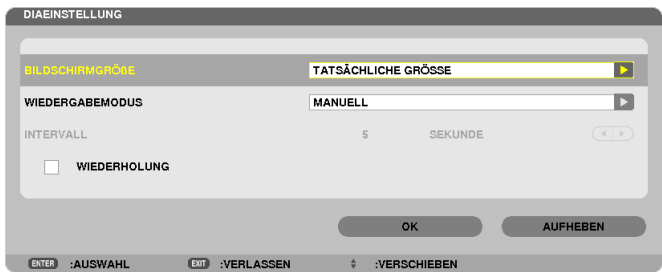 DIAEINSTELLUNG
BILDSCHIRMGRÖßE TATSÄCHLICHE GRÖSSE
WIEDERGABEMODUS MANUELL
INTERVALL 5 SEKUNDE
WIEDERHOLUNG
OK AUFHEBEN
ENTER :AUSWAHL EXIT :VERLASSEN :VERSCHIEBEN